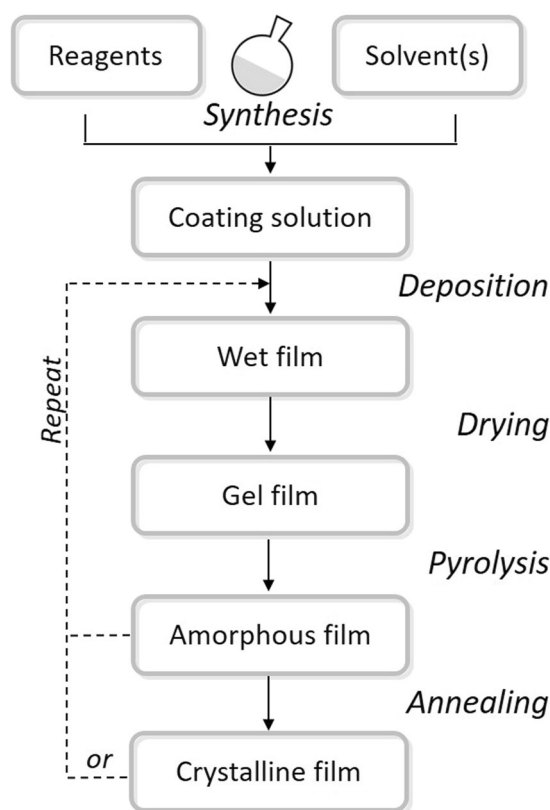 Reagents
Solvent(s)
Synthesis
Coating solution
Deposition
Wet film
Repeat
Drying
Gel film
Pyrolysis
Amorphous film
Annealing
or
Crystalline film